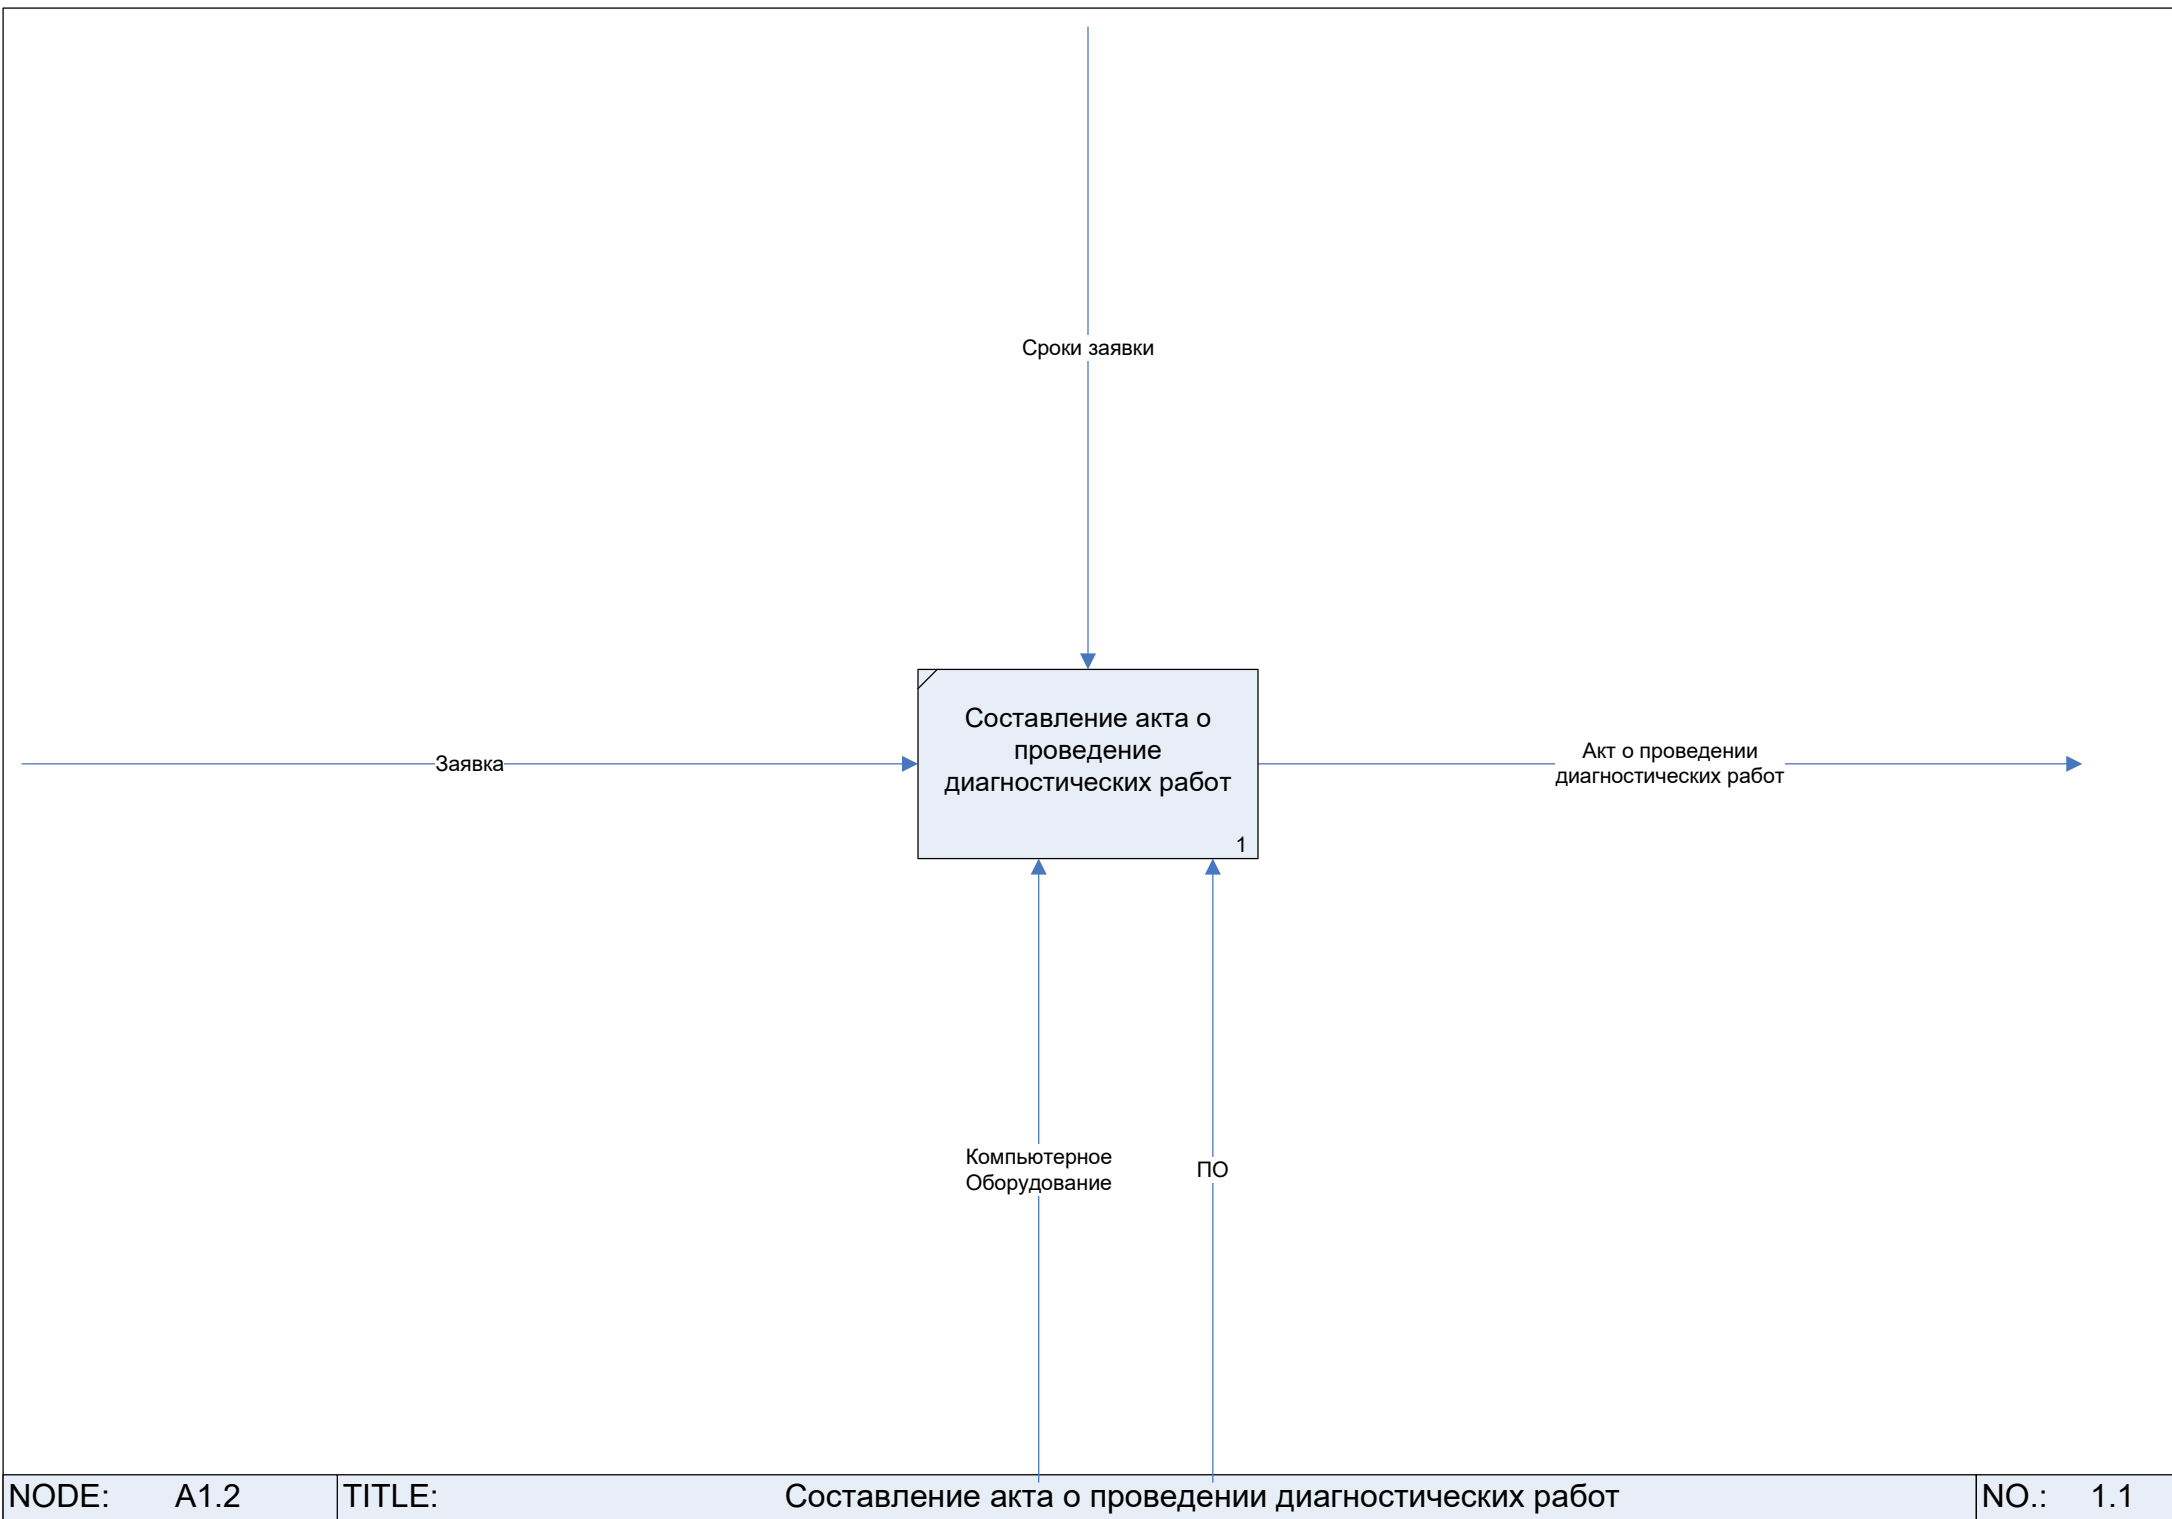 Сроки заявки
Составление акта о
проведение
диагностических работ
1
Заявка
Акт о проведении
диагностических работ
Компьютерное
Оборудование
ПО
NODE: A1.2
TITLE: Составление акта о проведении диагностических работ
NO.: 1.1